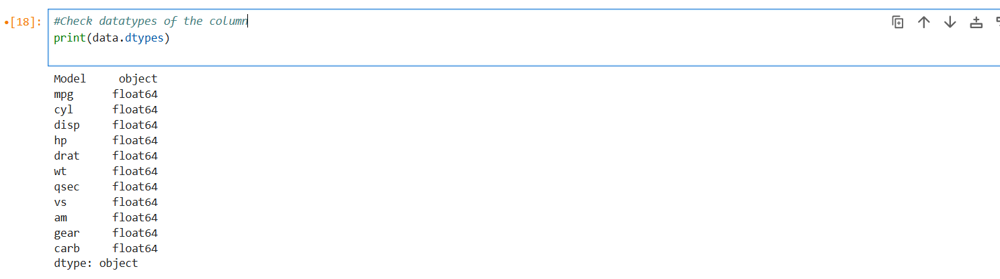 [18]: #Check datatypes of the column
print(data.dtypes)
Model     object
mpg      float64
cyl      float64
disp     float64
hp       float64
drat     float64
wt       float64
qsec     float64
vs       float64
am       float64
gear     float64
carb     float64
dtype: object